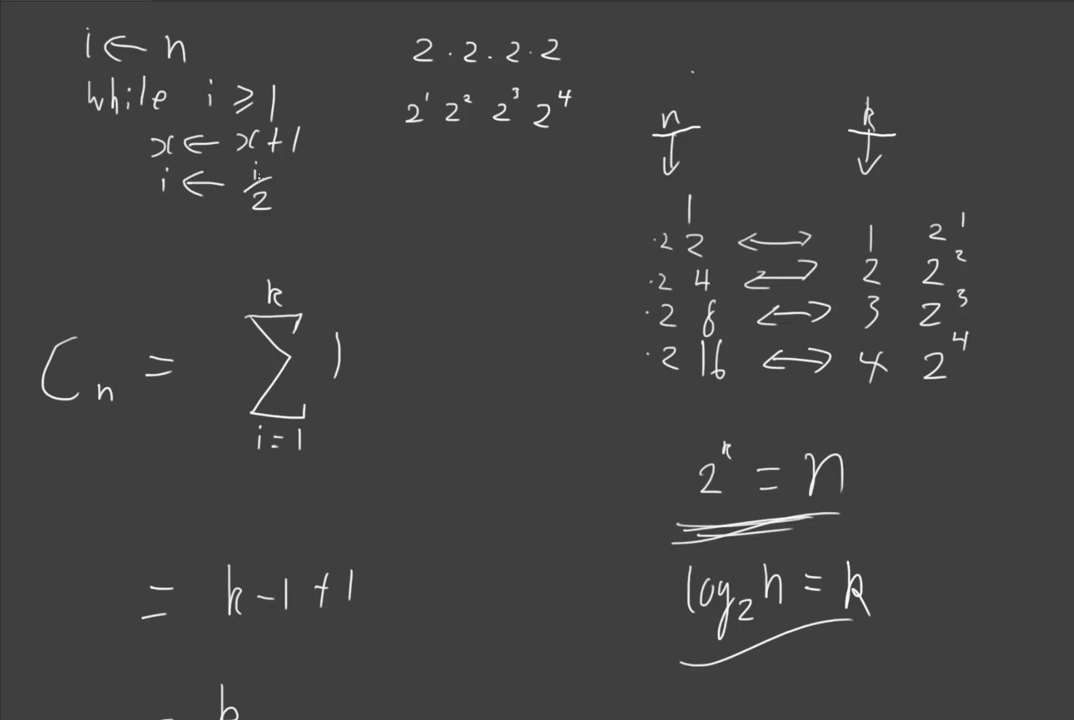 i ← n
while i ≥ 1
x ← x + 1
i ← i/2
2 · 2 . 2 · 2
2¹ 2² 2³ 2⁴
n k
↓ ↓
1
·2 2 ↔ 1 2¹
·2 4 ↔ 2 2²
·2 8 ↔ 3 2³
·2 16 ↔ 4 2⁴
k
Cₙ = ∑ 1
i = 1
2ᵏ = n
= k - 1 + 1
log₂ n = k